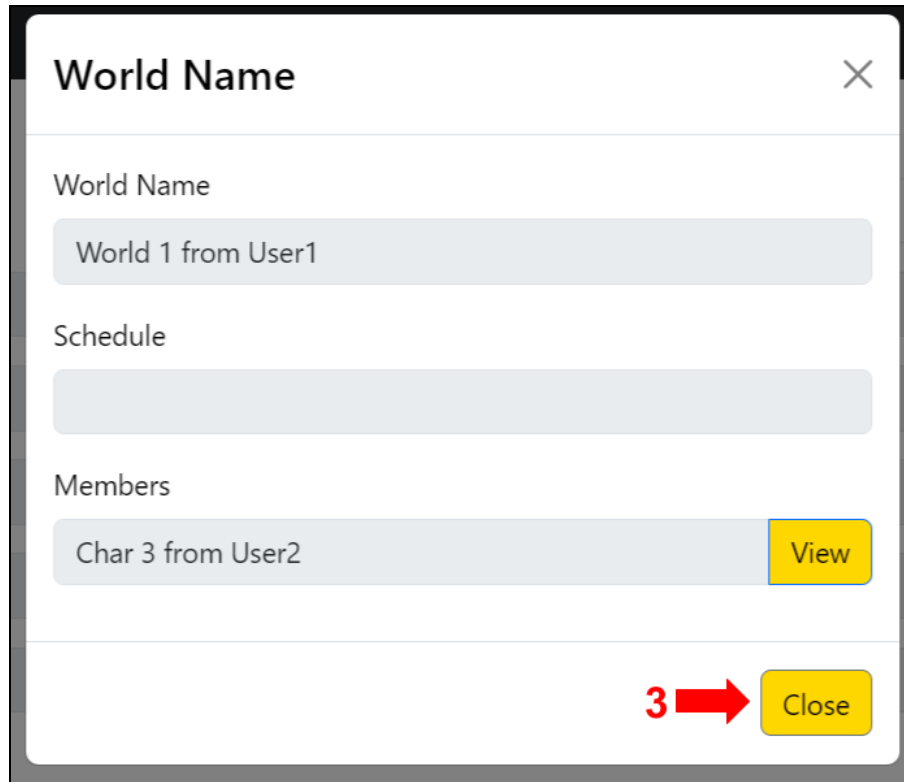 World Name
World Name
World 1 from User1
Schedule
Members
Char 3 from User2 View
3 Close